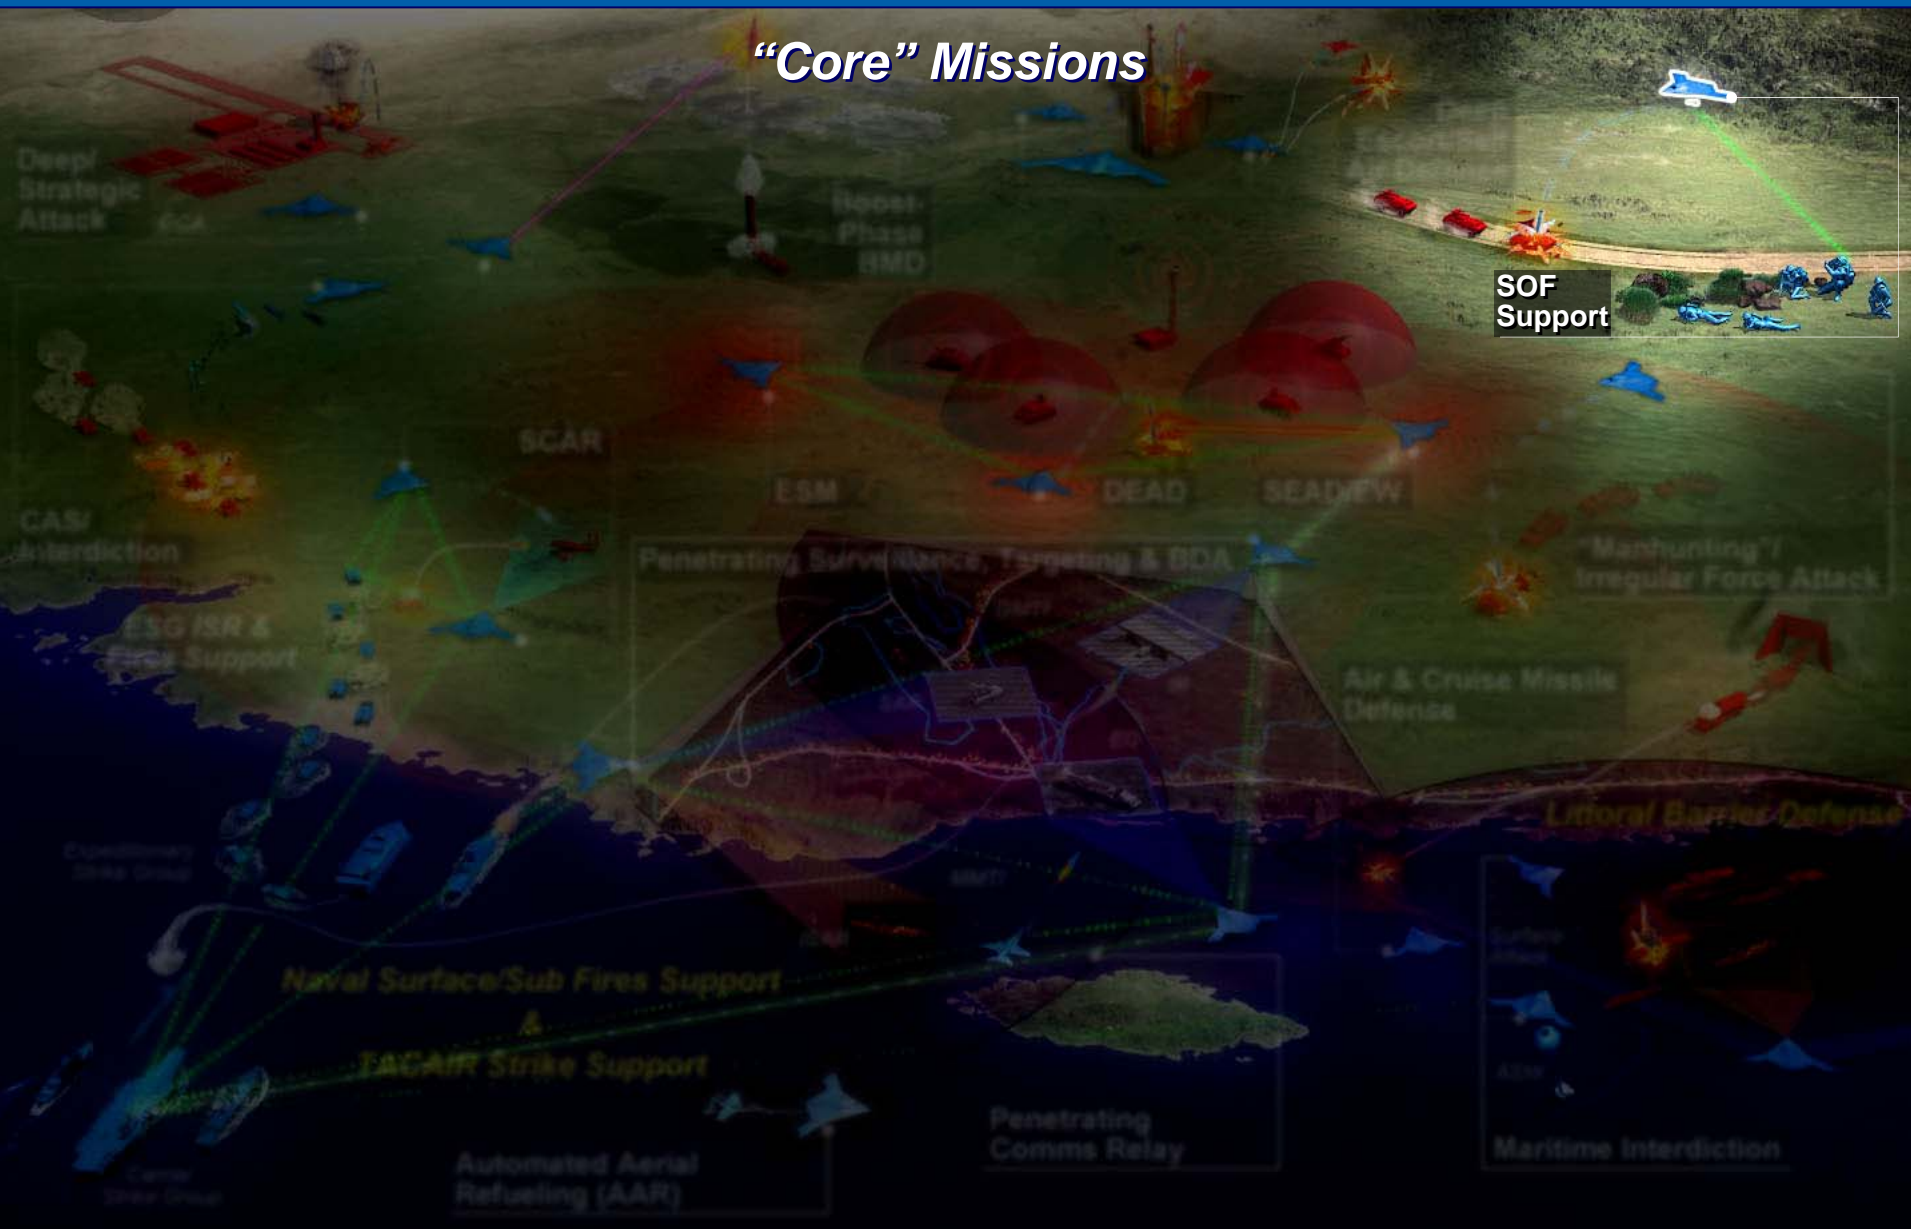 “Core” Missions
Deep/
Strategic
Attack
Boost-
Phase
BMD
SOF
Support
SCAR
ESM
DEAD
SEAD/EW
CAS/
Interdiction
Penetrating Surveillance, Targeting & BDA
"Manhunting"/
Irregular Force Attack
ESG ISR &
Fires Support
Air & Cruise Missile
Defense
Littoral Barrier Defense
Expeditionary
Strike Group
MMTI
Surface
Attack
Naval Surface/Sub Fires Support
&
TACAIR Strike Support
Penetrating
Comms Relay
Maritime Interdiction
Automated Aerial
Refueling (AAR)
Carrier
Strike Group